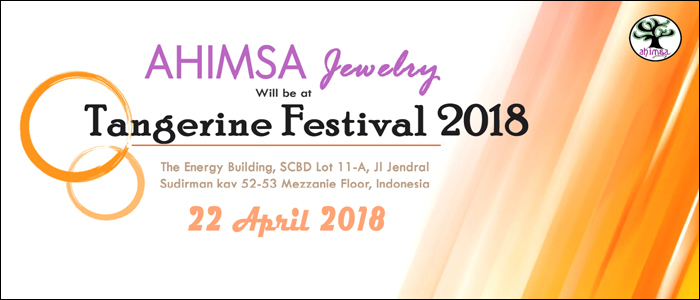 AHIMSA Jewelry
Will be at
Tangerine Festival 2018
The Energy Building, SCBD Lot 11-A, Jl Jendral
Sudirman kav 52-53 Mezzanie Floor, Indonesia
22 April 2018
ahimsa